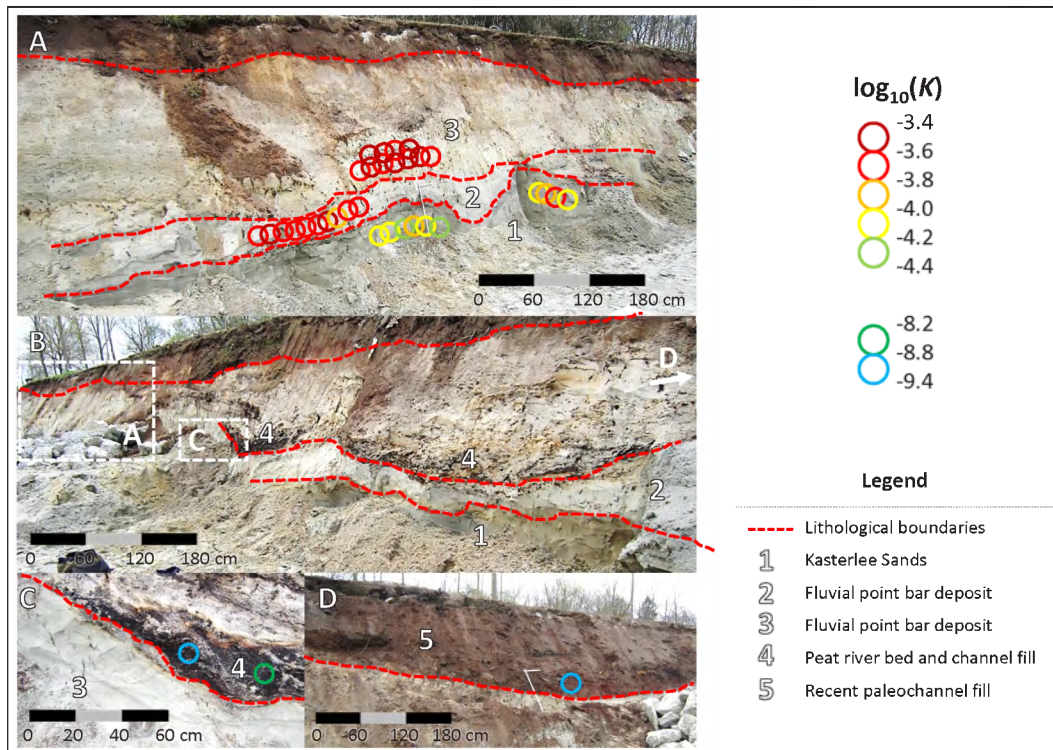 A
3
2
1
0 60 120 180 cm
B
D
A
C
4
4
2
1
0 60 120 180 cm
C
3
4
0 20 40 60 cm
D
5
0 60 120 180 cm
log10(K)
-3.4
-3.6
-3.8
-4.0
-4.2
-4.4
-8.2
-8.8
-9.4
Legend
Lithological boundaries
1 Kasterlee Sands
2 Fluvial point bar deposit
3 Fluvial point bar deposit
4 Peat river bed and channel fill
5 Recent paleochannel fill